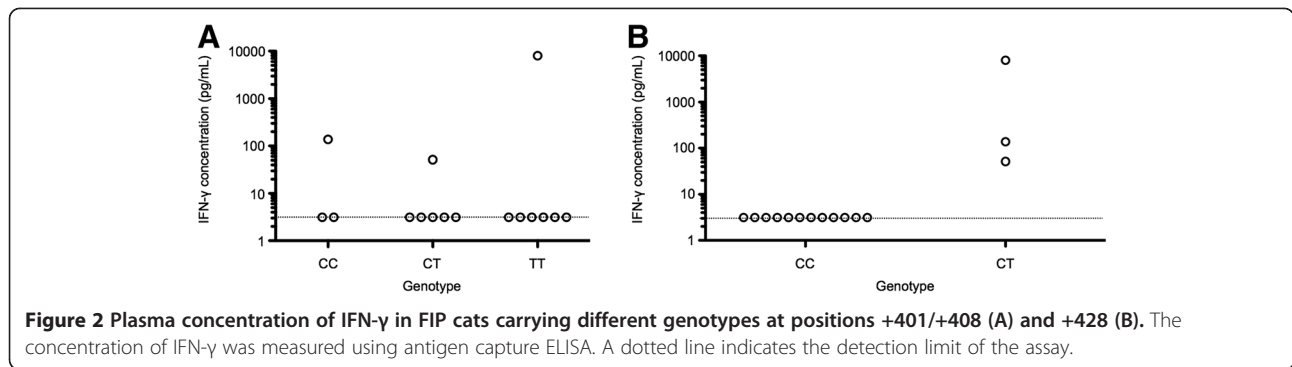 A
IFN-γ concentration (pg/mL)
10000
1000
100
10
1
CC CT TT
Genotype
B
IFN-γ concentration (pg/mL)
10000
1000
100
10
1
CC CT
Genotype
Figure 2 Plasma concentration of IFN-γ in FIP cats carrying different genotypes at positions +401/+408 (A) and +428 (B). The
concentration of IFN-γ was measured using antigen capture ELISA. A dotted line indicates the detection limit of the assay.